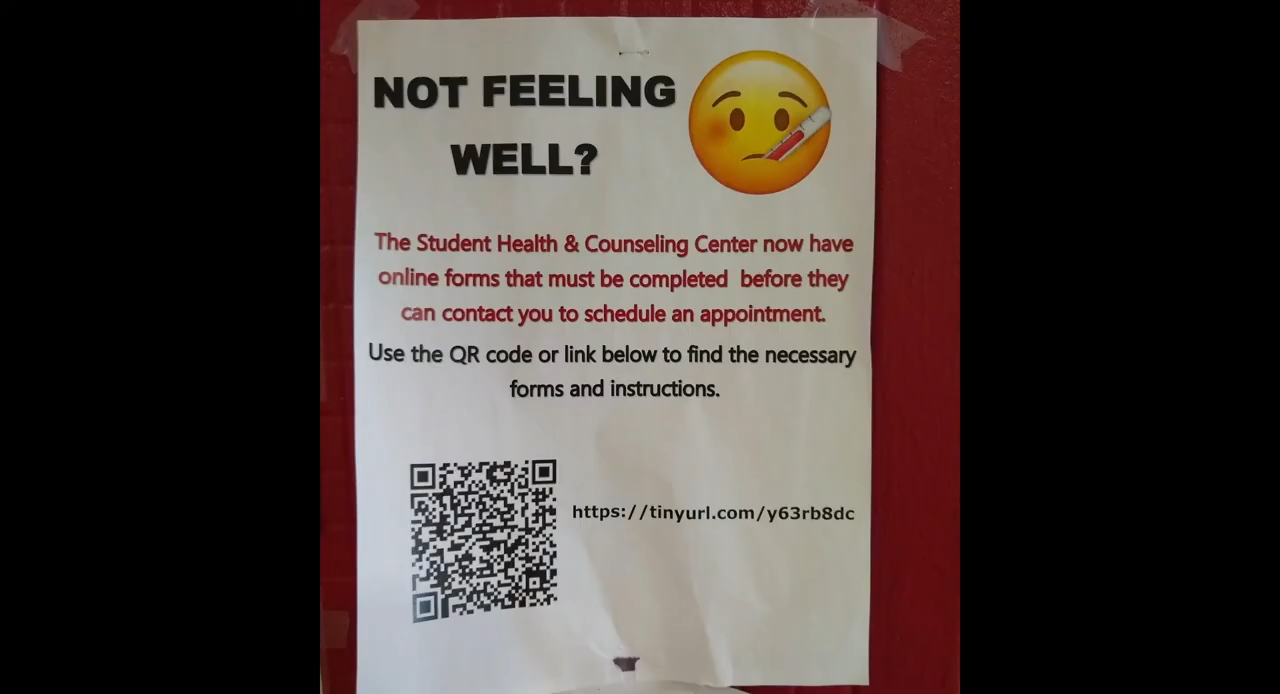 NOT FEELING
WELL?
The Student Health & Counseling Center now have
online forms that must be completed before they
can contact you to schedule an appointment.
Use the QR code or link below to find the necessary
forms and instructions.
https://tinyurl.com/y63rb8dc